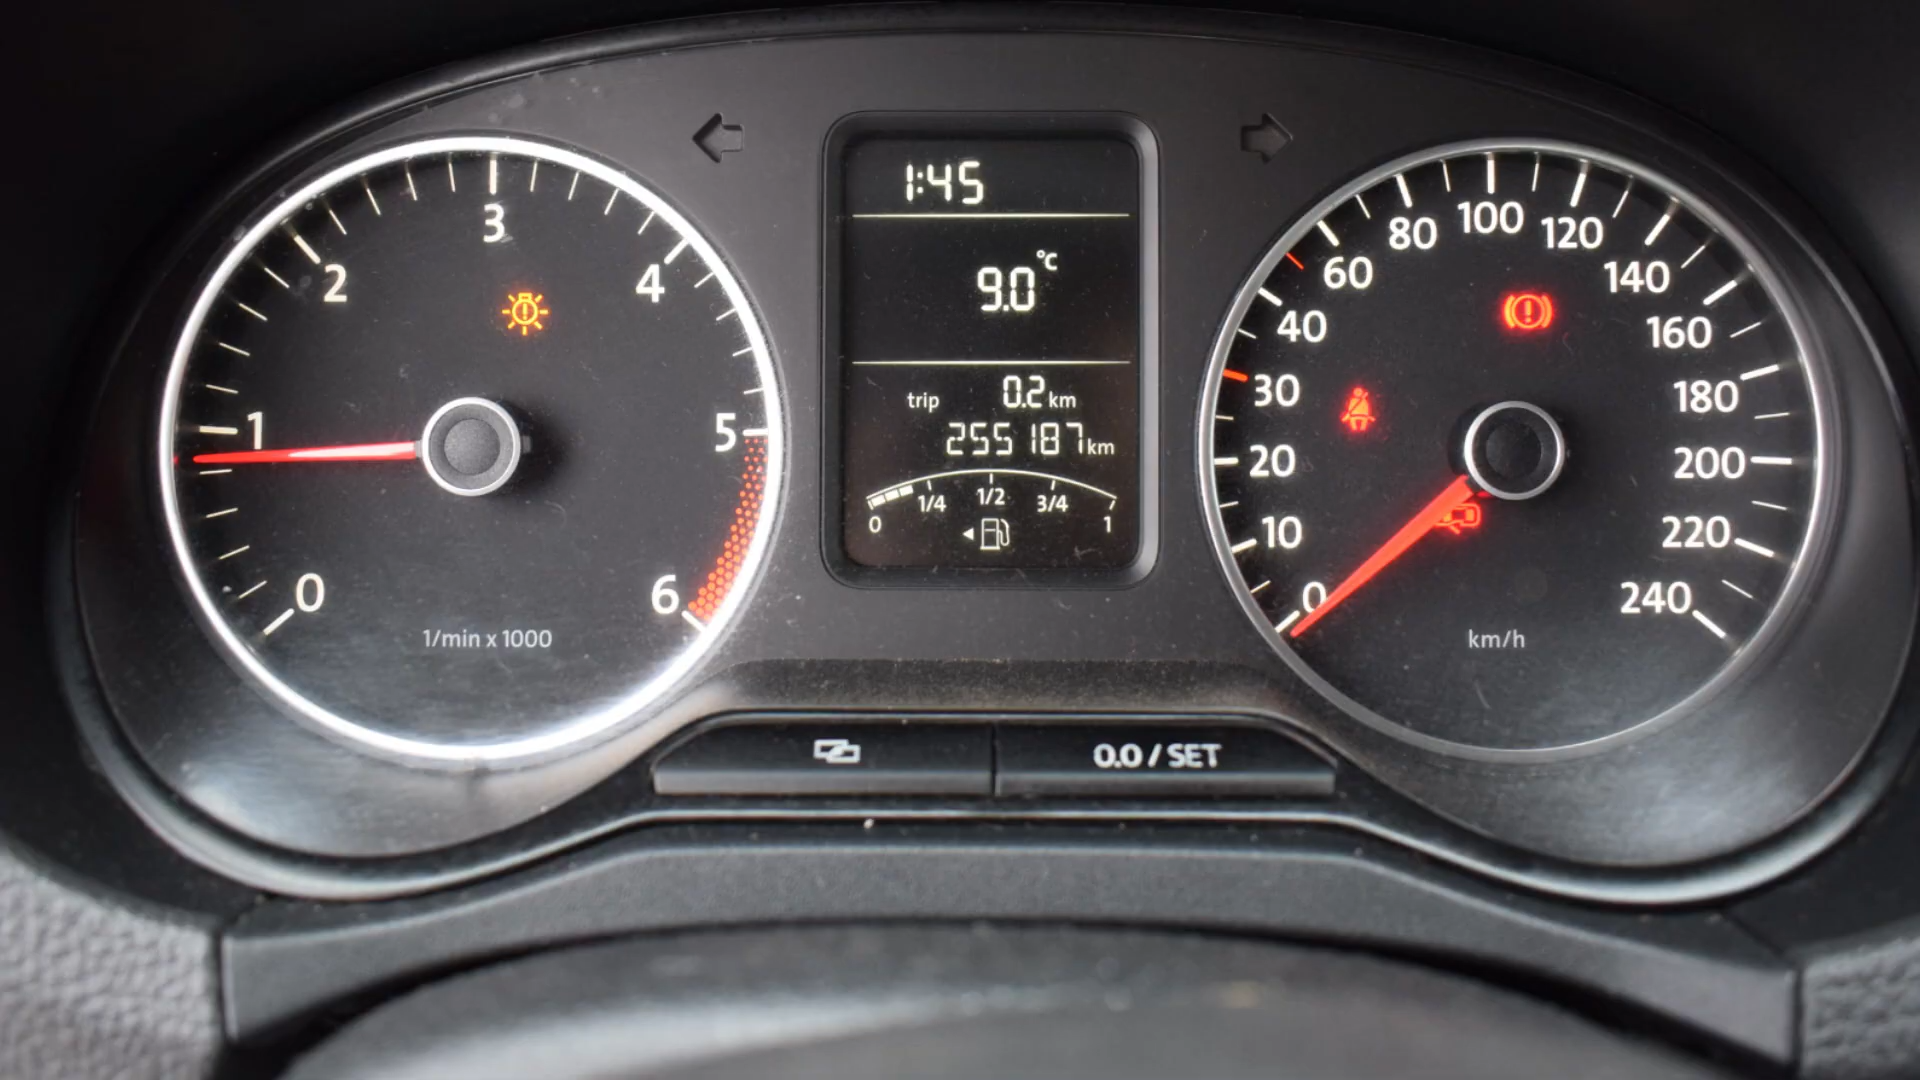 1:45
9.0 °C
trip 0.2 km
255187 km
0 1/4 1/2 3/4 1
0 1 2 3 4 5 6
1/min x 1000
0 10 20 30 40 60 80 100 120 140 160 180 200 220 240
km/h
0.0 / SET